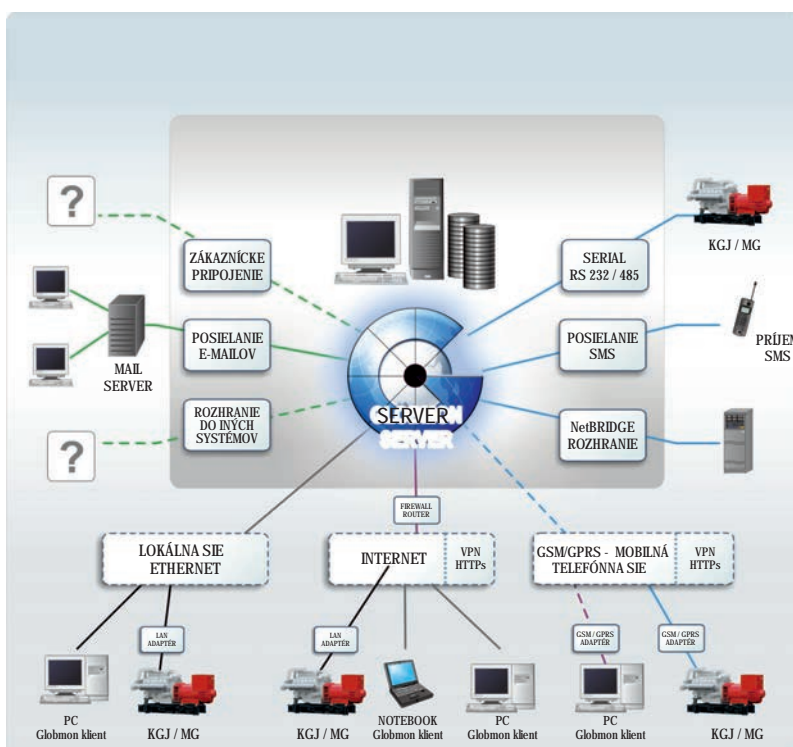 ?
ZÁKAZNÍCKE
PRIPOJENIE
SERIAL
RS 232 / 485
KGJ / MG
POSIELANIE
E-MAILOV
MAIL
SERVER
POSIELANIE
SMS
PRÍJEM
SMS
ROZHRANIE
DO INÝCH
SYSTÉMOV
?
SERVER
SERVER
NetBRIDGE
ROZHRANIE
FIREWALL
ROUTER
LOKÁLNA SIE
ETHERNET
INTERNET
VPN
HTTPs
GSM/GPRS - MOBILNÁ
TELEFÓNNA SIE
VPN
HTTPs
LAN
ADAPTÉR
LAN
ADAPTÉR
GSM / GPRS
ADAPTÉR
GSM / GPRS
ADAPTÉR
PC
Globmon klient
KGJ / MG
KGJ / MG
NOTEBOOK
Globmon klient
PC
Globmon klient
PC
Globmon klient
KGJ / MG